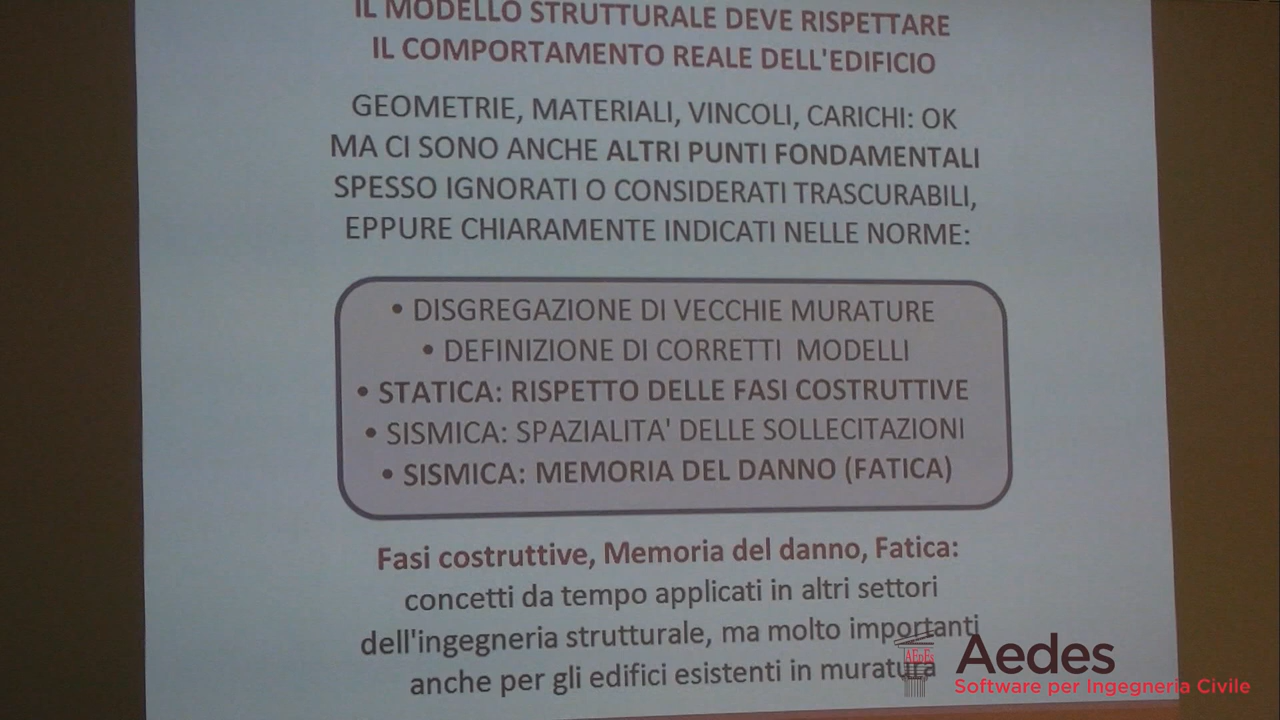 IL MODELLO STRUTTURALE DEVE RISPETTARE
IL COMPORTAMENTO REALE DELL'EDIFICIO
GEOMETRIE, MATERIALI, VINCOLI, CARICHI: OK
MA CI SONO ANCHE ALTRI PUNTI FONDAMENTALI
SPESSO IGNORATI O CONSIDERATI TRASCURABILI,
EPPURE CHIARAMENTE INDICATI NELLE NORME:
• DISGREGAZIONE DI VECCHIE MURATURE
• DEFINIZIONE DI CORRETTI MODELLI
• STATICA: RISPETTO DELLE FASI COSTRUTTIVE
• SISMICA: SPAZIALITA' DELLE SOLLECITAZIONI
• SISMICA: MEMORIA DEL DANNO (FATICA)
Fasi costruttive, Memoria del danno, Fatica:
concetti da tempo applicati in altri settori
dell'ingegneria strutturale, ma molto importanti
anche per gli edifici esistenti in muratura
AEDES
Aedes
Software per Ingegneria Civile